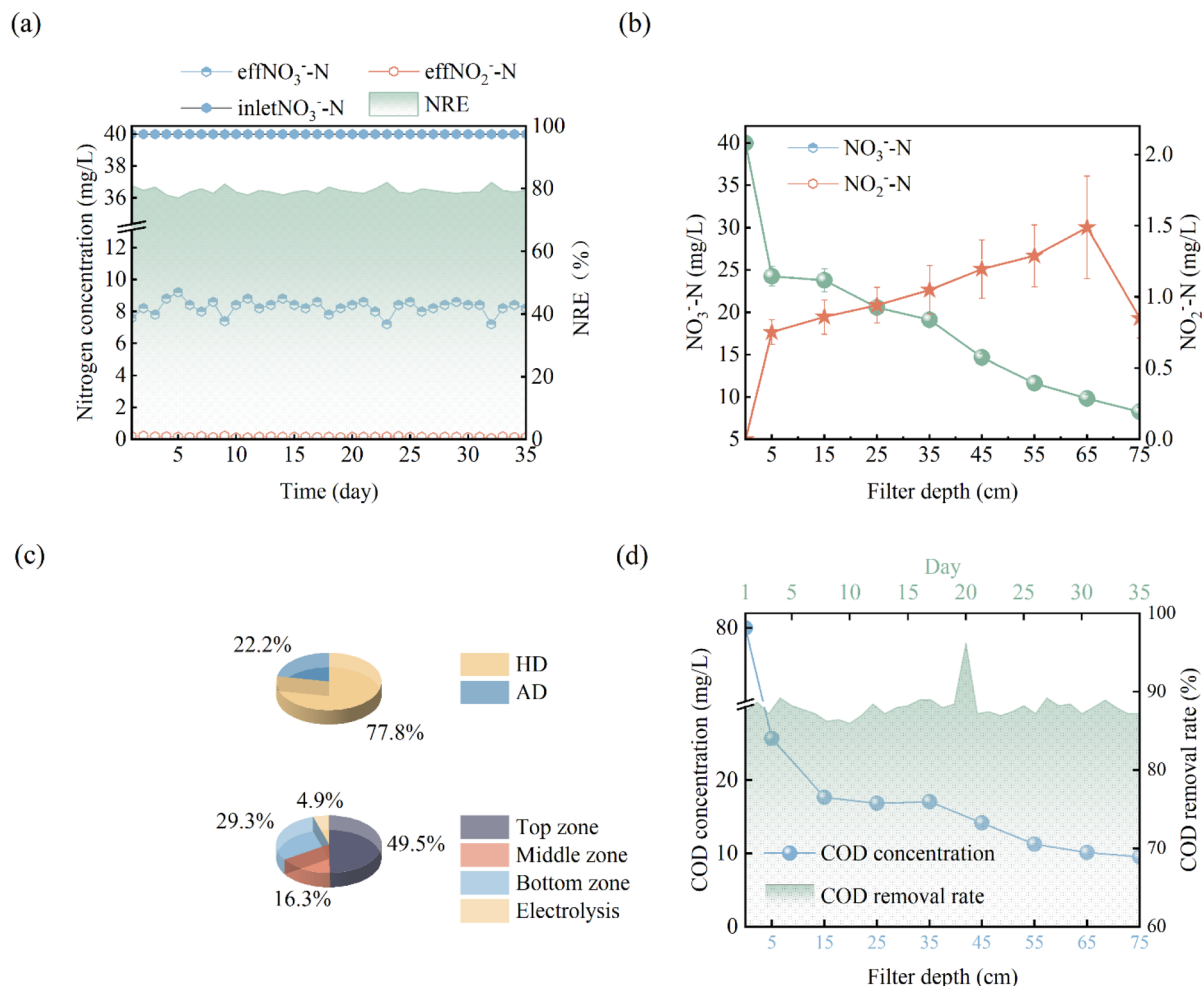 (a)
effNO₃⁻-N
effNO₂⁻-N
inletNO₃⁻-N
NRE
Nitrogen concentration (mg/L)
40
38
36
12
10
8
6
4
2
0
100
80
60
40
20
0
NRE (%)
5 10 15 20 25 30 35
Time (day)
(b)
NO₃⁻-N
NO₂⁻-N
NO₃⁻-N (mg/L)
40
35
30
25
20
15
10
5
2.0
1.5
1.0
0.5
0.0
NO₂⁻-N (mg/L)
5 15 25 35 45 55 65 75
Filter depth (cm)
(c)
22.2%
77.8%
HD
AD
4.9%
29.3%
49.5%
16.3%
Top zone
Middle zone
Bottom zone
Electrolysis
(d)
Day
1 5 10 15 20 25 30 35
COD concentration (mg/L)
80
20
10
0
100
90
80
70
60
COD removal rate (%)
COD concentration
COD removal rate
5 15 25 35 45 55 65 75
Filter depth (cm)